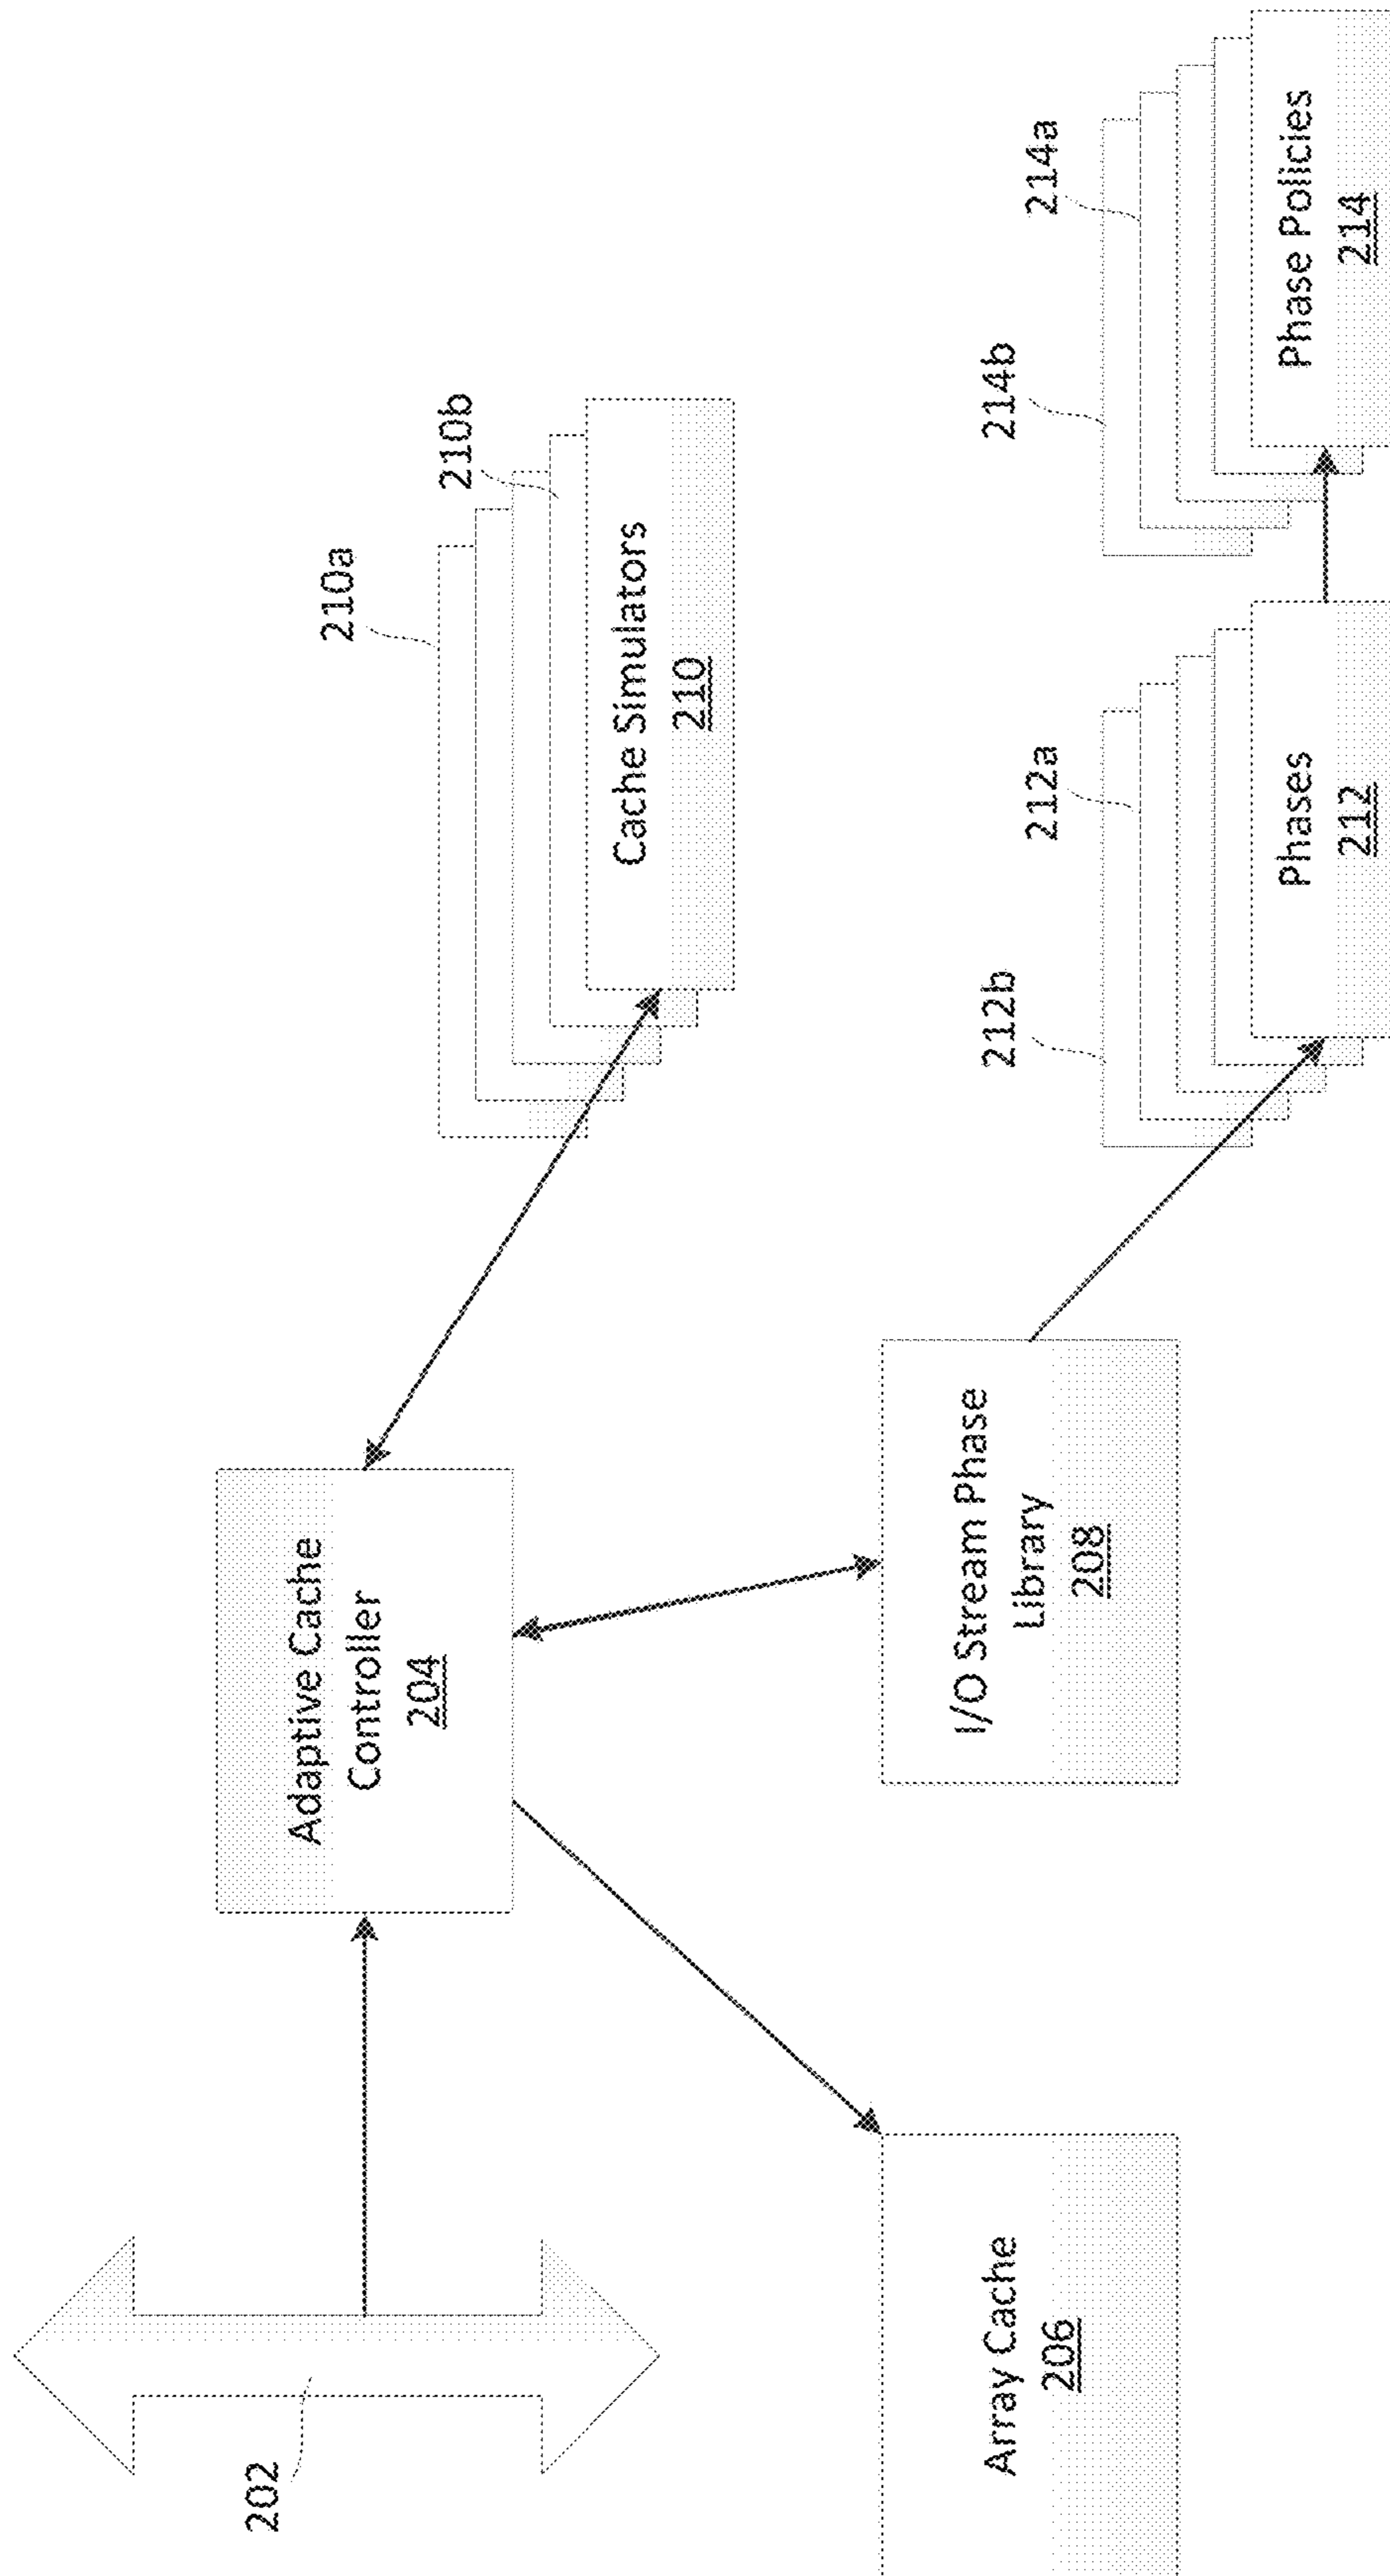 202
Adaptive Cache
Controller
204
210a
210b
Cache Simulators
210
Array Cache
206
I/O Stream Phase
Library
208
212b
212a
Phases
212
214b
214a
Phase Policies
214